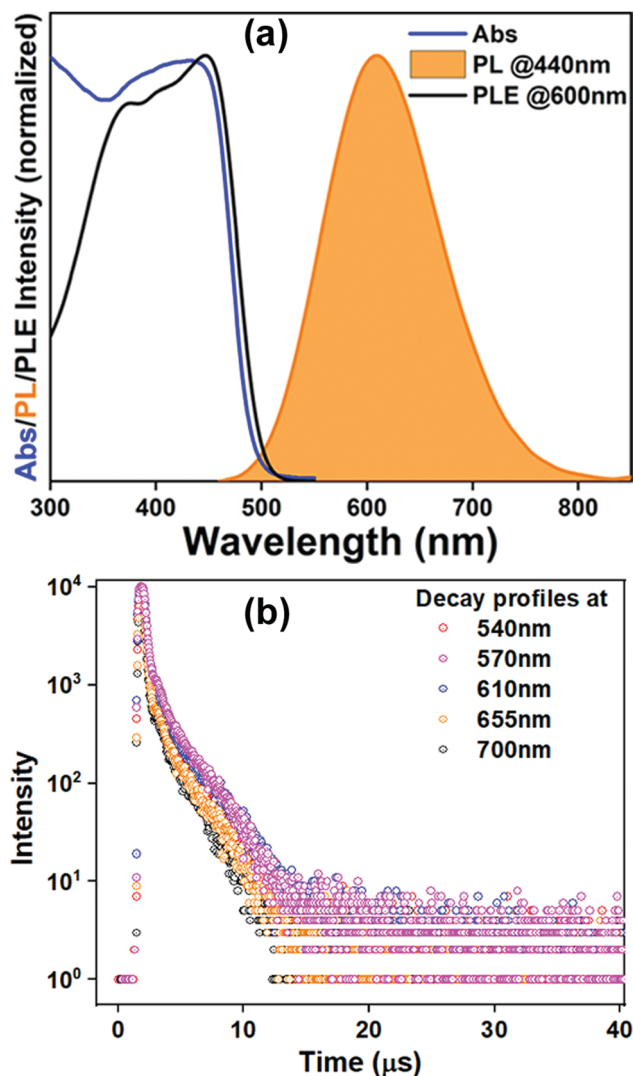 (a)
Abs
PL @440nm
PLE @600nm
Abs/PL/PLE Intensity (normalized)
300 400 500 600 700 800
Wavelength (nm)
(b)
Decay profiles at
540nm
570nm
610nm
655nm
700nm
Intensity
10⁴
10³
10²
10¹
10⁰
0 10 20 30 40
Time (μs)